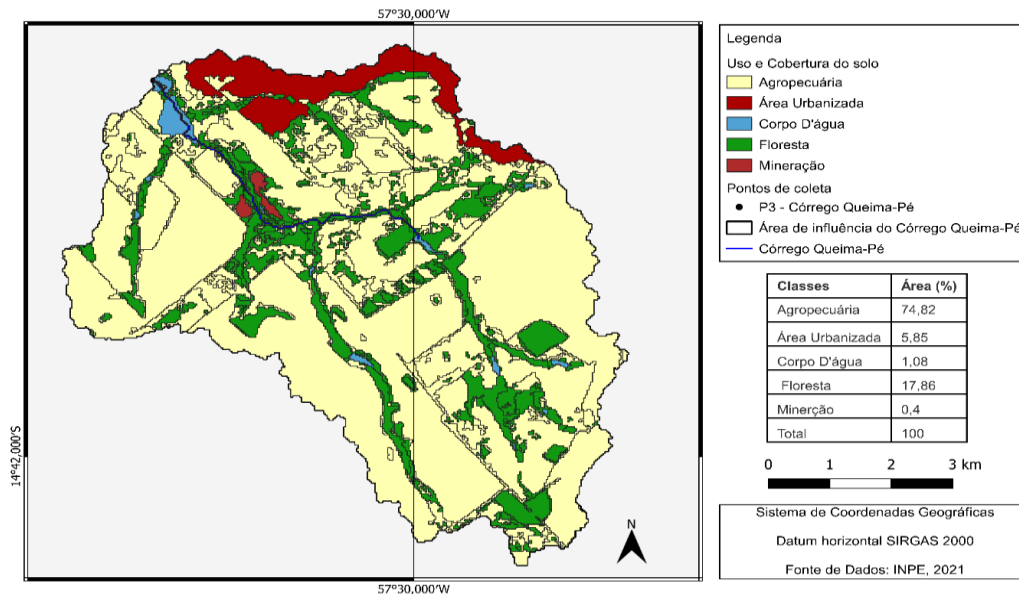 57°30,000'W
14°42,000'S
N
57°30,000'W
Legenda
Uso e Cobertura do solo
Agropecuária
Área Urbanizada
Corpo D'água
Floresta
Mineração
Pontos de coleta
P3 - Córrego Queima-Pé
Área de influência do Córrego Queima-Pé
Córrego Queima-Pé
Classes Área (%)
Agropecuária 74,82
Área Urbanizada 5,85
Corpo D'água 1,08
Floresta 17,86
Minerção 0,4
Total 100
0 1 2 3 km
Sistema de Coordenadas Geográficas
Datum horizontal SIRGAS 2000
Fonte de Dados: INPE, 2021